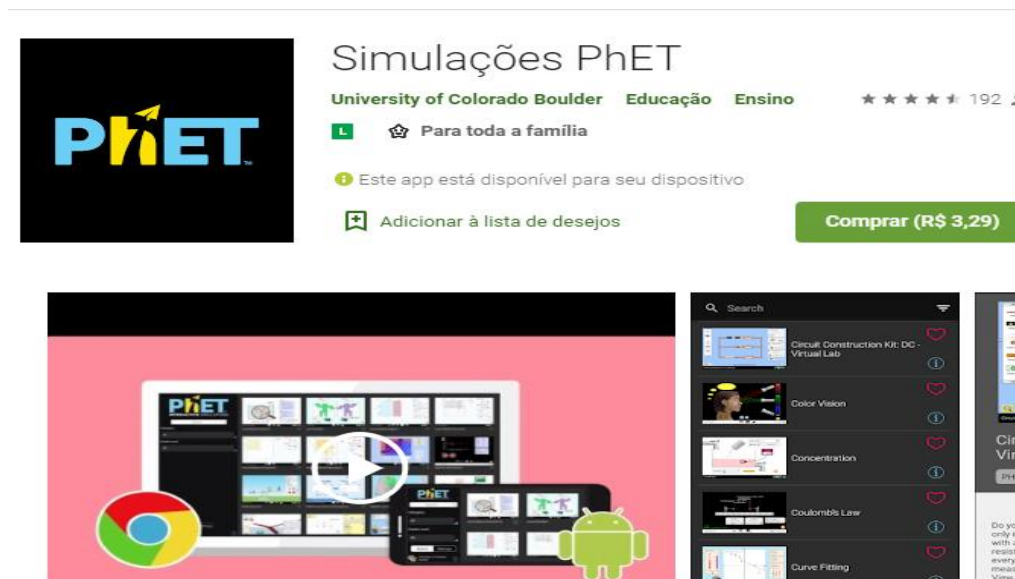 Simulações PhET
PhET
University of Colorado Boulder Educação Ensino 192
L Para toda a família
Este app está disponível para seu dispositivo
Adicionar à lista de desejos
Comprar (R$ 3,29)
PhET
PhET
Search
Circuit Construction Kit: DC -
Virtual Lab
Color Vision
Concentration
Coulomb's Law
Curve Fitting